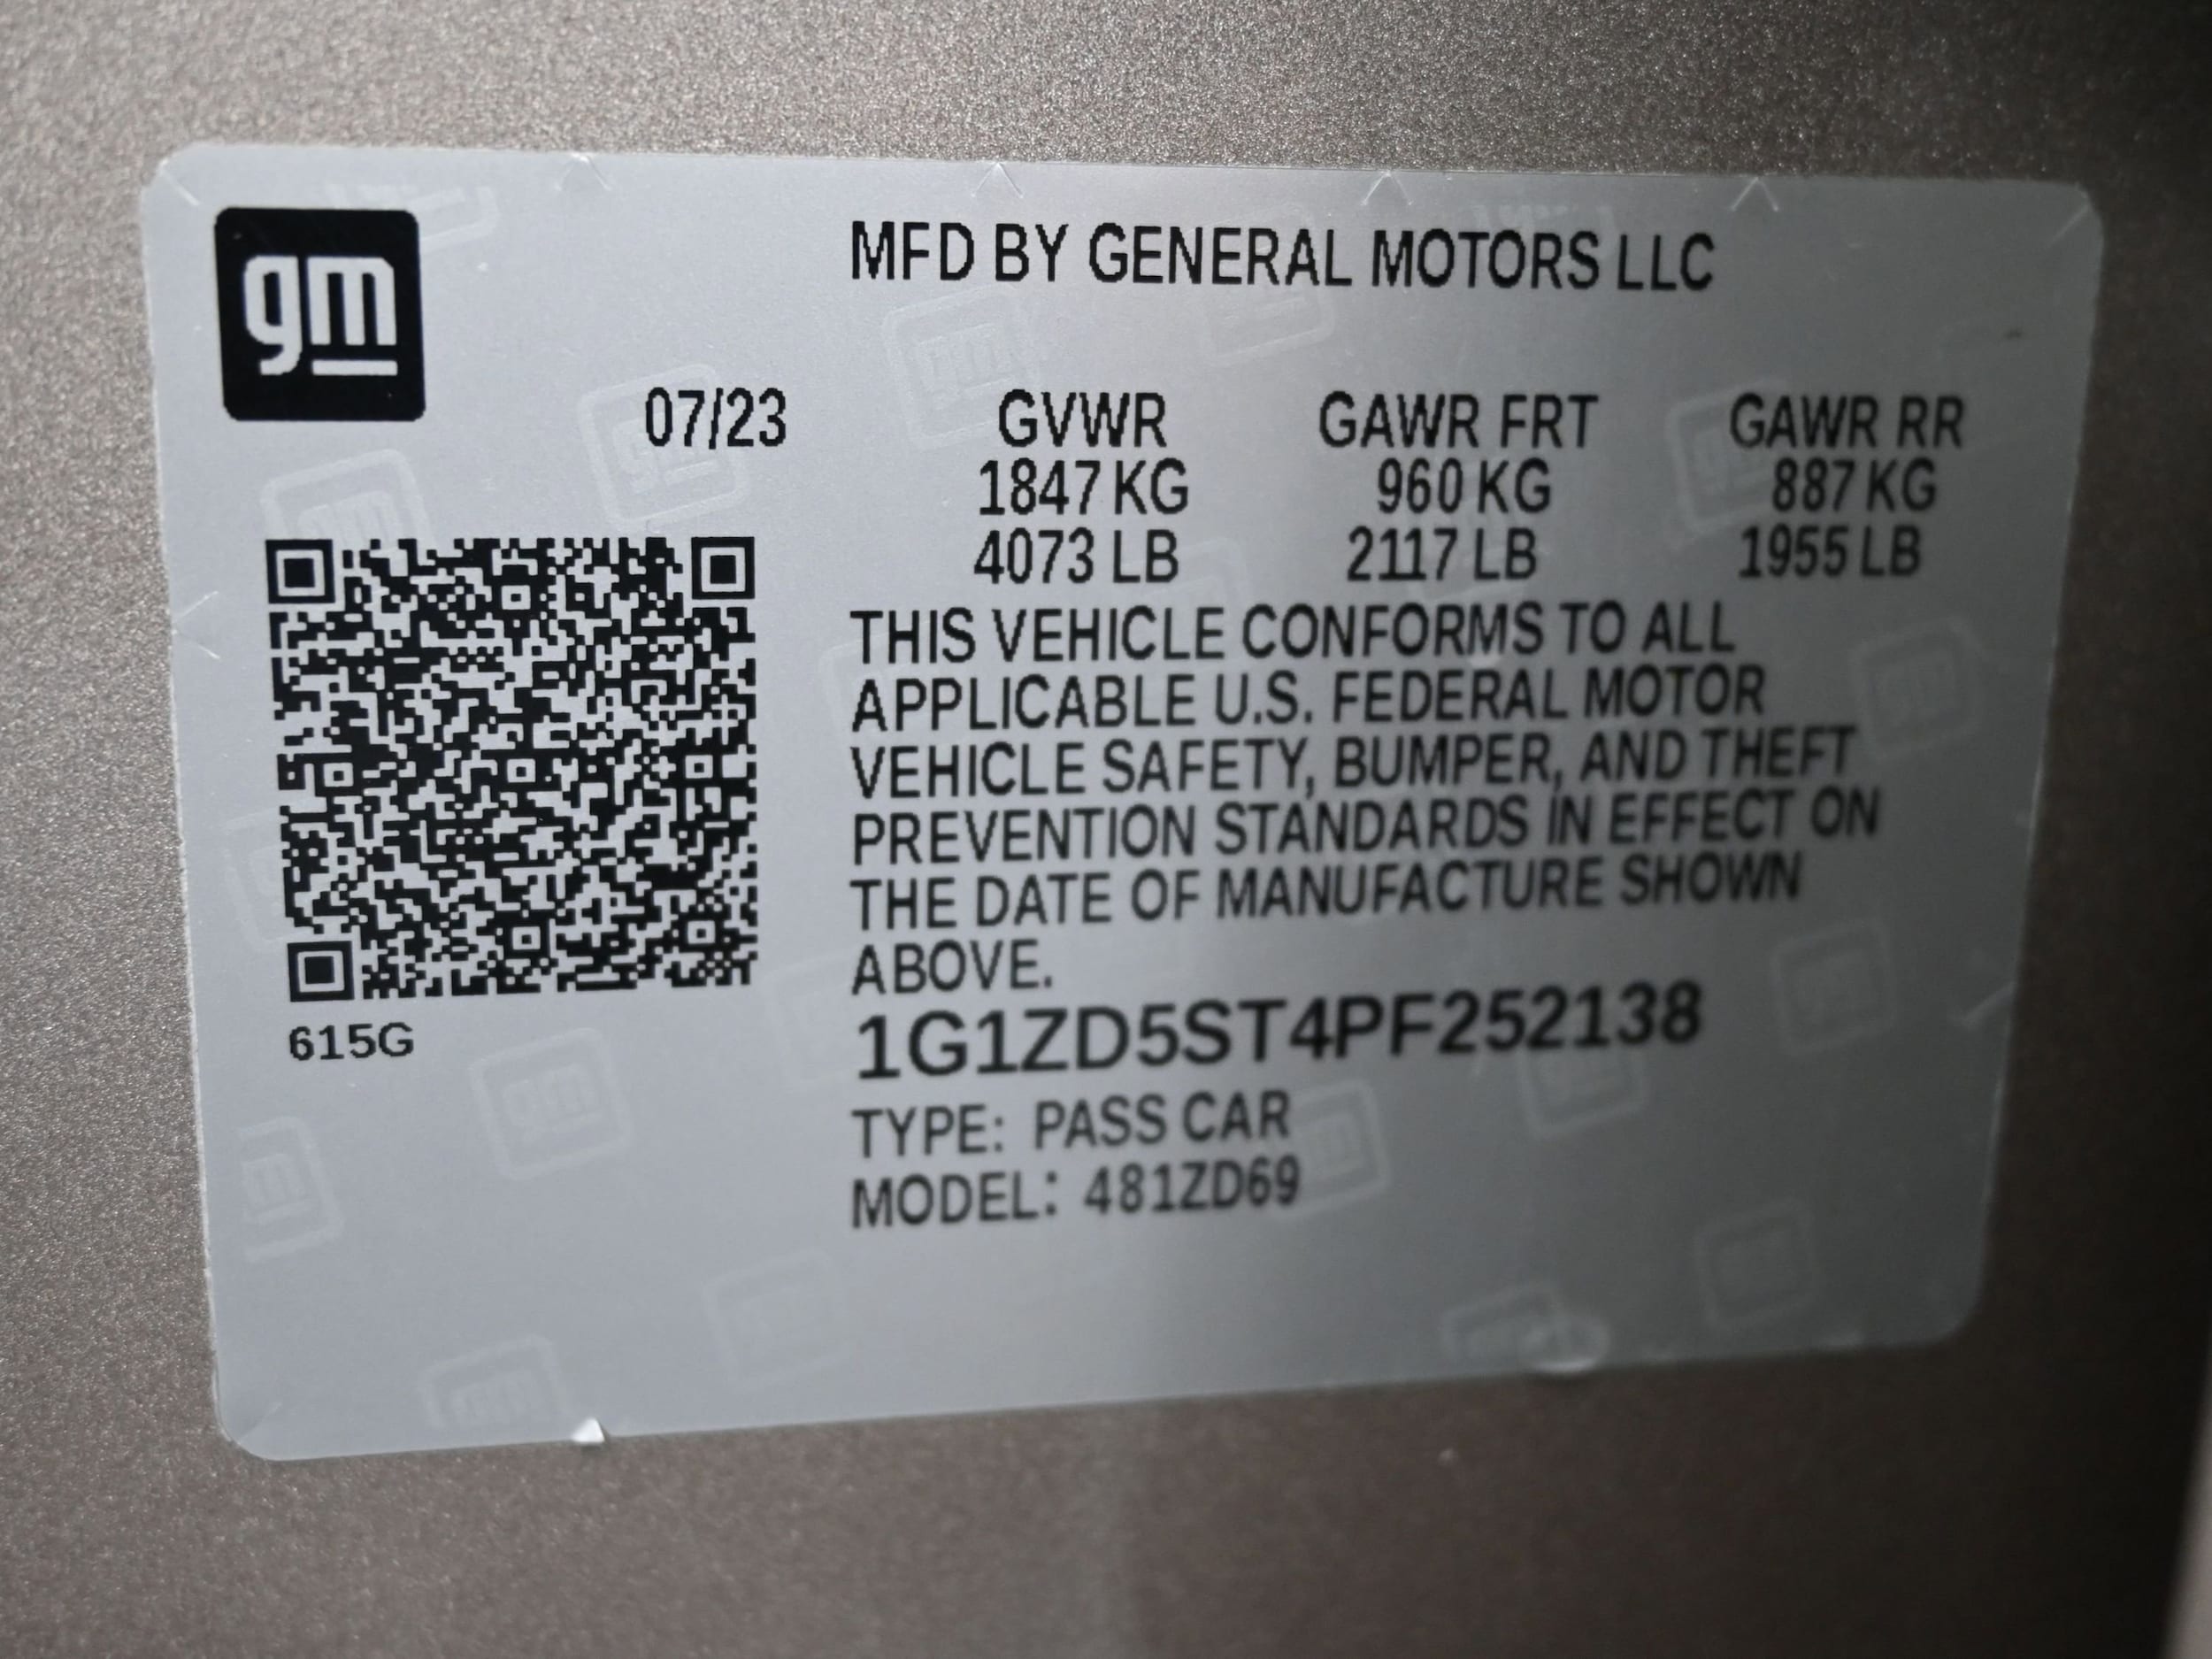 gm
MFD BY GENERAL MOTORS LLC
07/23 GVWR GAWR FRT GAWR RR
1847 KG 960 KG 887 KG
4073 LB 2117 LB 1955 LB
THIS VEHICLE CONFORMS TO ALL
APPLICABLE U.S. FEDERAL MOTOR
VEHICLE SAFETY, BUMPER, AND THEFT
PREVENTION STANDARDS IN EFFECT ON
THE DATE OF MANUFACTURE SHOWN
ABOVE.
615G
1G1ZD5ST4PF252138
TYPE: PASS CAR
MODEL: 481ZD69